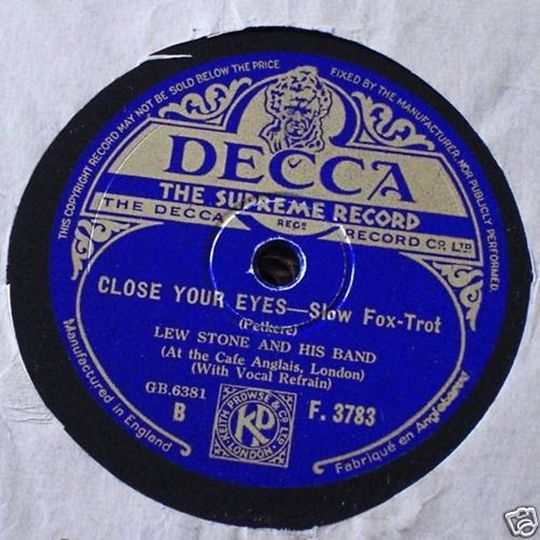 THIS COPYRIGHT RECORD MAY NOT BE SOLD BELOW THE PRICE FIXED BY THE MANUFACTURER, NOR PUBLICLY PERFORMED.
DECCA
THE SUPREME RECORD
THE DECCA REGD RECORD CO. LTD.
CLOSE YOUR EYES—Slow Fox-Trot
(Petkere)
LEW STONE AND HIS BAND
(At the Cafe Anglais, London)
(With Vocal Refrain)
GB.6381
B
F. 3783
KEITH PROWSE & CO LTD.
KP
LONDON
Manufactured in England
Fabriqué en Angleterre